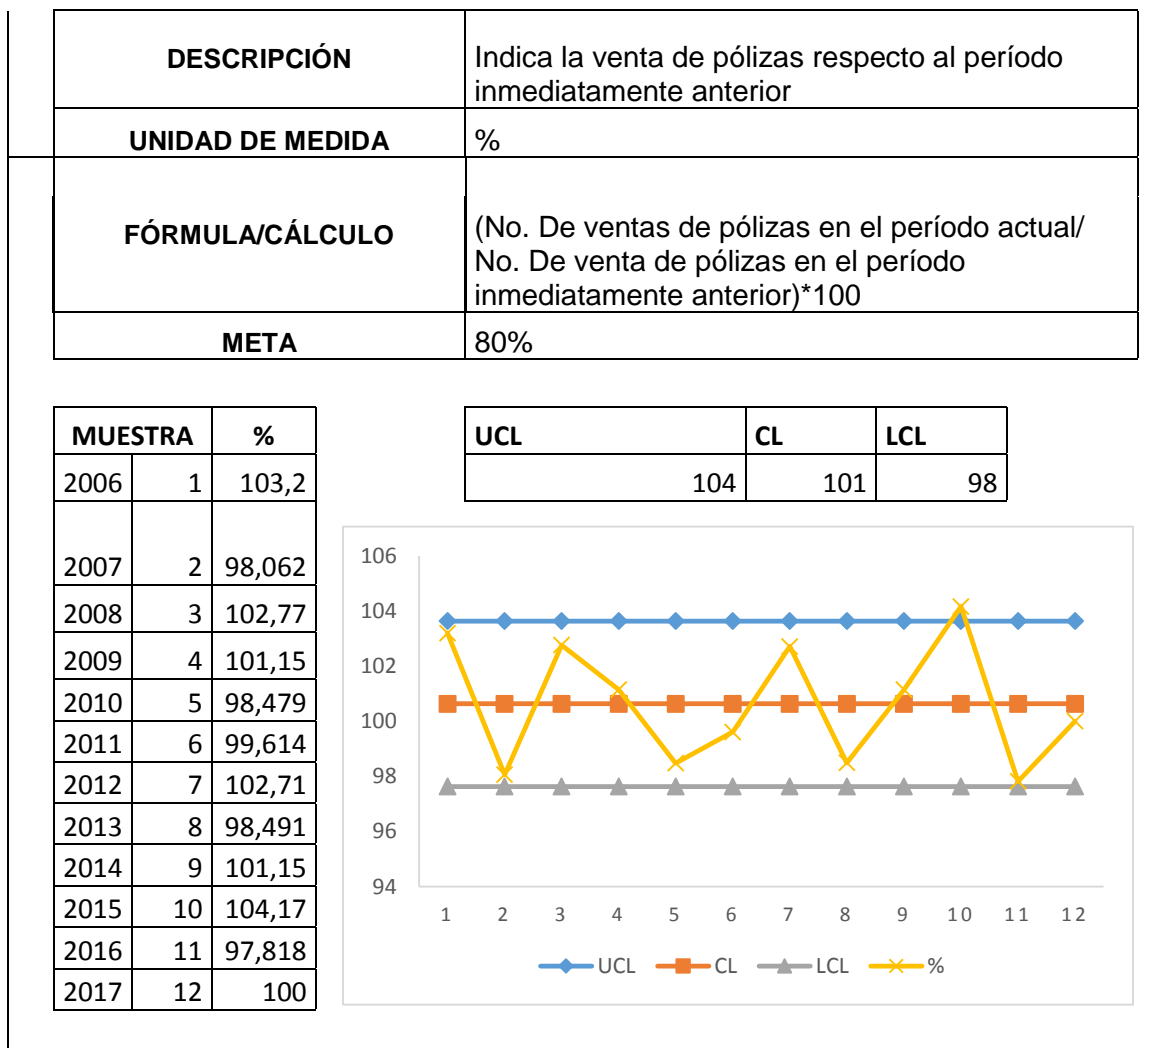 DESCRIPCIÓN
Indica la venta de pólizas respecto al período
inmediatamente anterior
UNIDAD DE MEDIDA
%
FÓRMULA/CÁLCULO
(No. De ventas de pólizas en el período actual/
No. De venta de pólizas en el período
inmediatamente anterior)*100
META
80%
MUESTRA %
2006 1 103,2
2007 2 98,062
2008 3 102,77
2009 4 101,15
2010 5 98,479
2011 6 99,614
2012 7 102,71
2013 8 98,491
2014 9 101,15
2015 10 104,17
2016 11 97,818
2017 12 100
UCL CL LCL
104 101 98
106
104
102
100
98
96
94
1 2 3 4 5 6 7 8 9 10 11 12
UCL CL LCL %